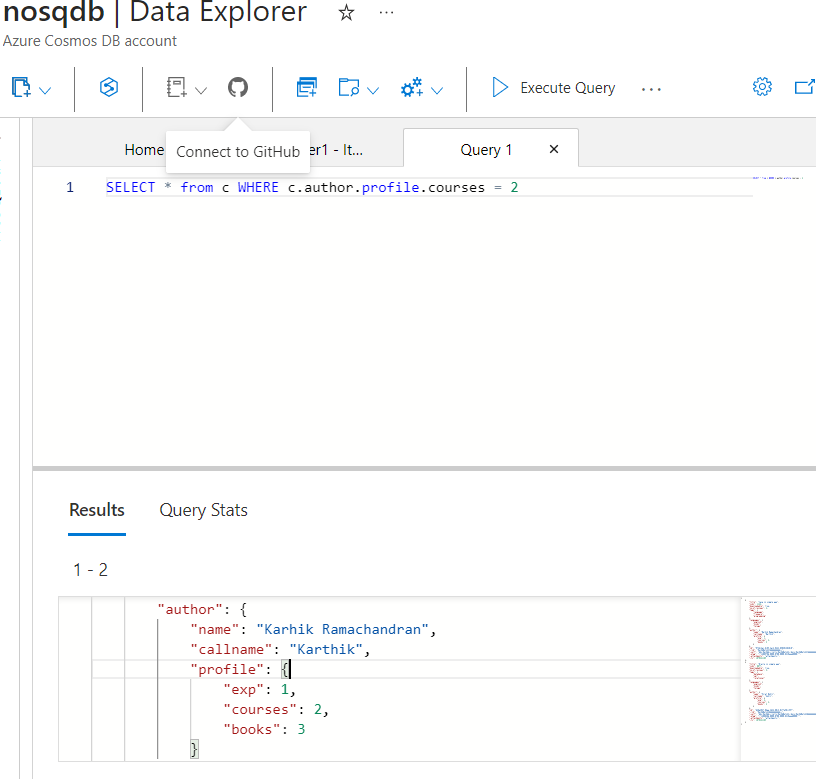 nosqdb | Data Explorer
Azure Cosmos DB account
Execute Query
Home
er1 - It...
Query 1
Connect to GitHub
1 SELECT * from c WHERE c.author.profile.courses = 2
Results Query Stats
1 - 2
"author": {
"name": "Karhik Ramachandran",
"callname": "Karthik",
"profile": {
"exp": 1,
"courses": 2,
"books": 3
}